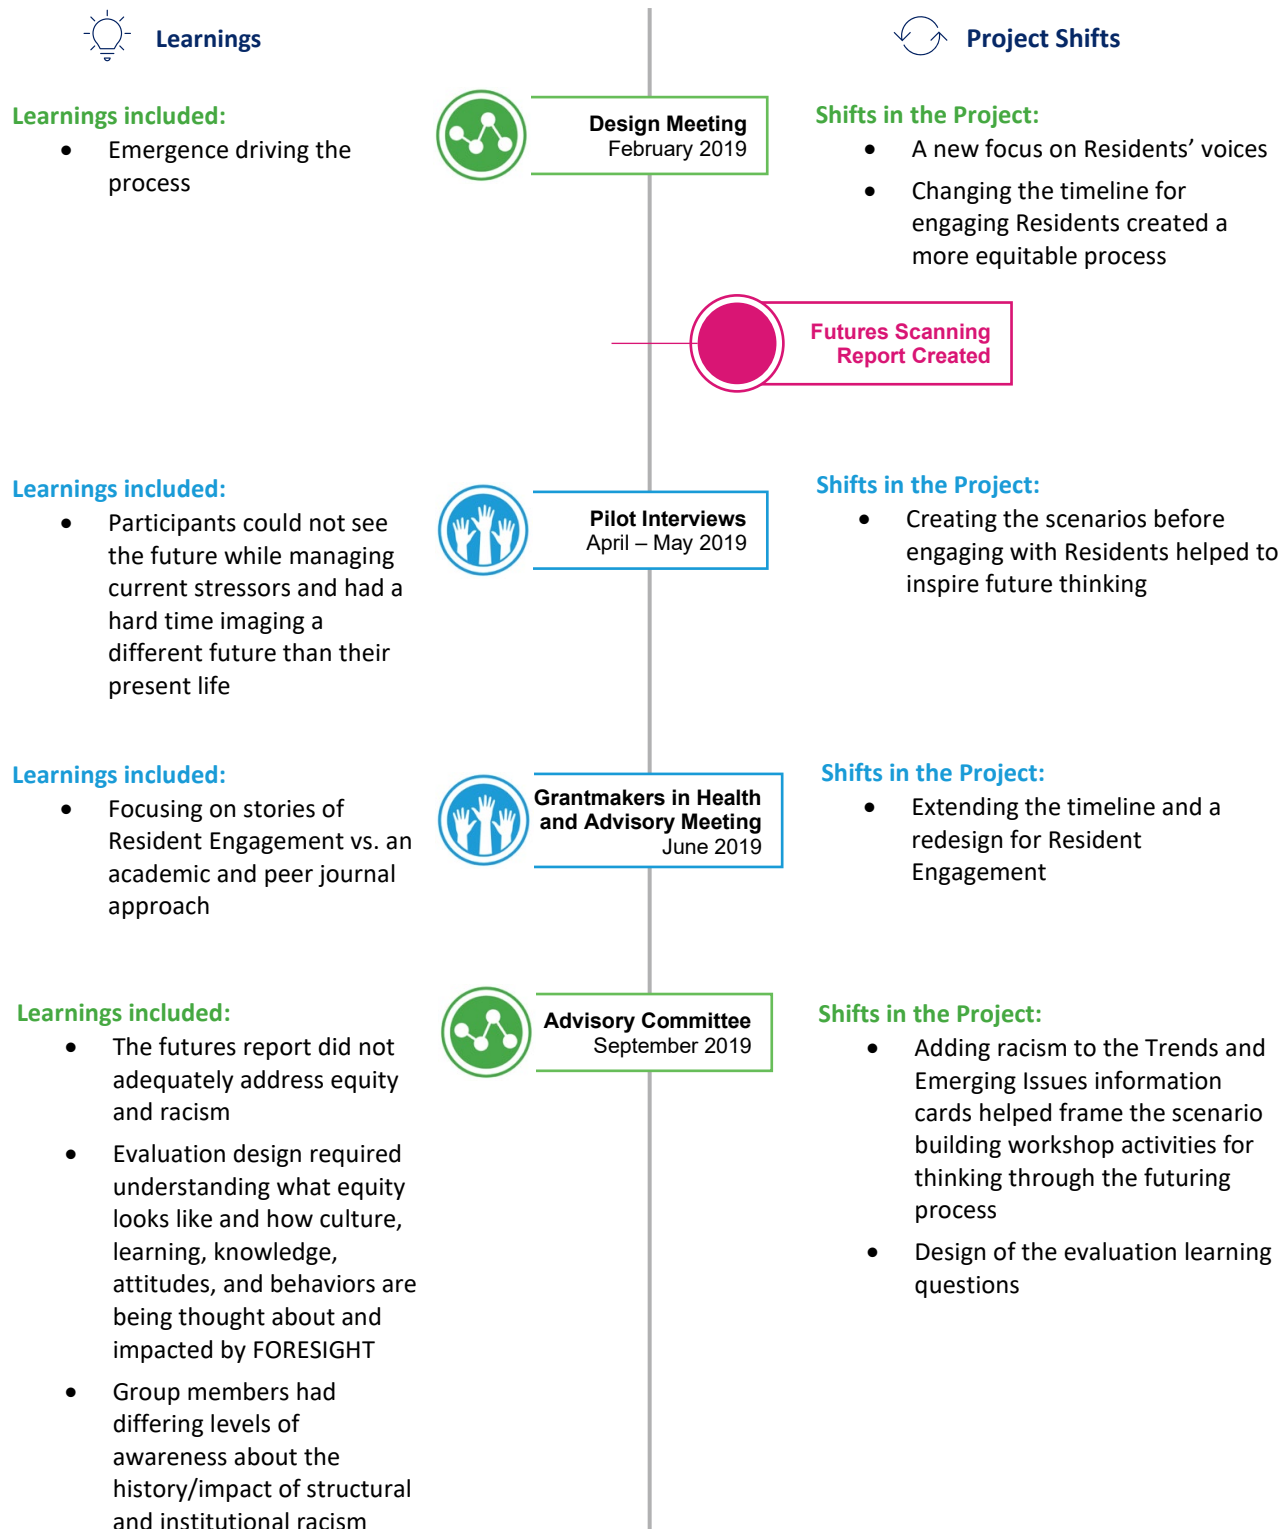 Learnings
Project Shifts
Learnings included:
• Emergence driving the
process
Design Meeting
February 2019
Shifts in the Project:
• A new focus on Residents’ voices
• Changing the timeline for
engaging Residents created a
more equitable process
Futures Scanning
Report Created
Learnings included:
• Participants could not see
the future while managing
current stressors and had a
hard time imaging a
different future than their
present life
Pilot Interviews
April – May 2019
Shifts in the Project:
• Creating the scenarios before
engaging with Residents helped to
inspire future thinking
Learnings included:
• Focusing on stories of
Resident Engagement vs. an
academic and peer journal
approach
Grantmakers in Health
and Advisory Meeting
June 2019
Shifts in the Project:
• Extending the timeline and a
redesign for Resident
Engagement
Learnings included:
• The futures report did not
adequately address equity
and racism
• Evaluation design required
understanding what equity
looks like and how culture,
learning, knowledge,
attitudes, and behaviors are
being thought about and
impacted by FORESIGHT
• Group members had
differing levels of
awareness about the
history/impact of structural
and institutional racism
Advisory Committee
September 2019
Shifts in the Project:
• Adding racism to the Trends and
Emerging Issues information
cards helped frame the scenario
building workshop activities for
thinking through the futuring
process
• Design of the evaluation learning
questions